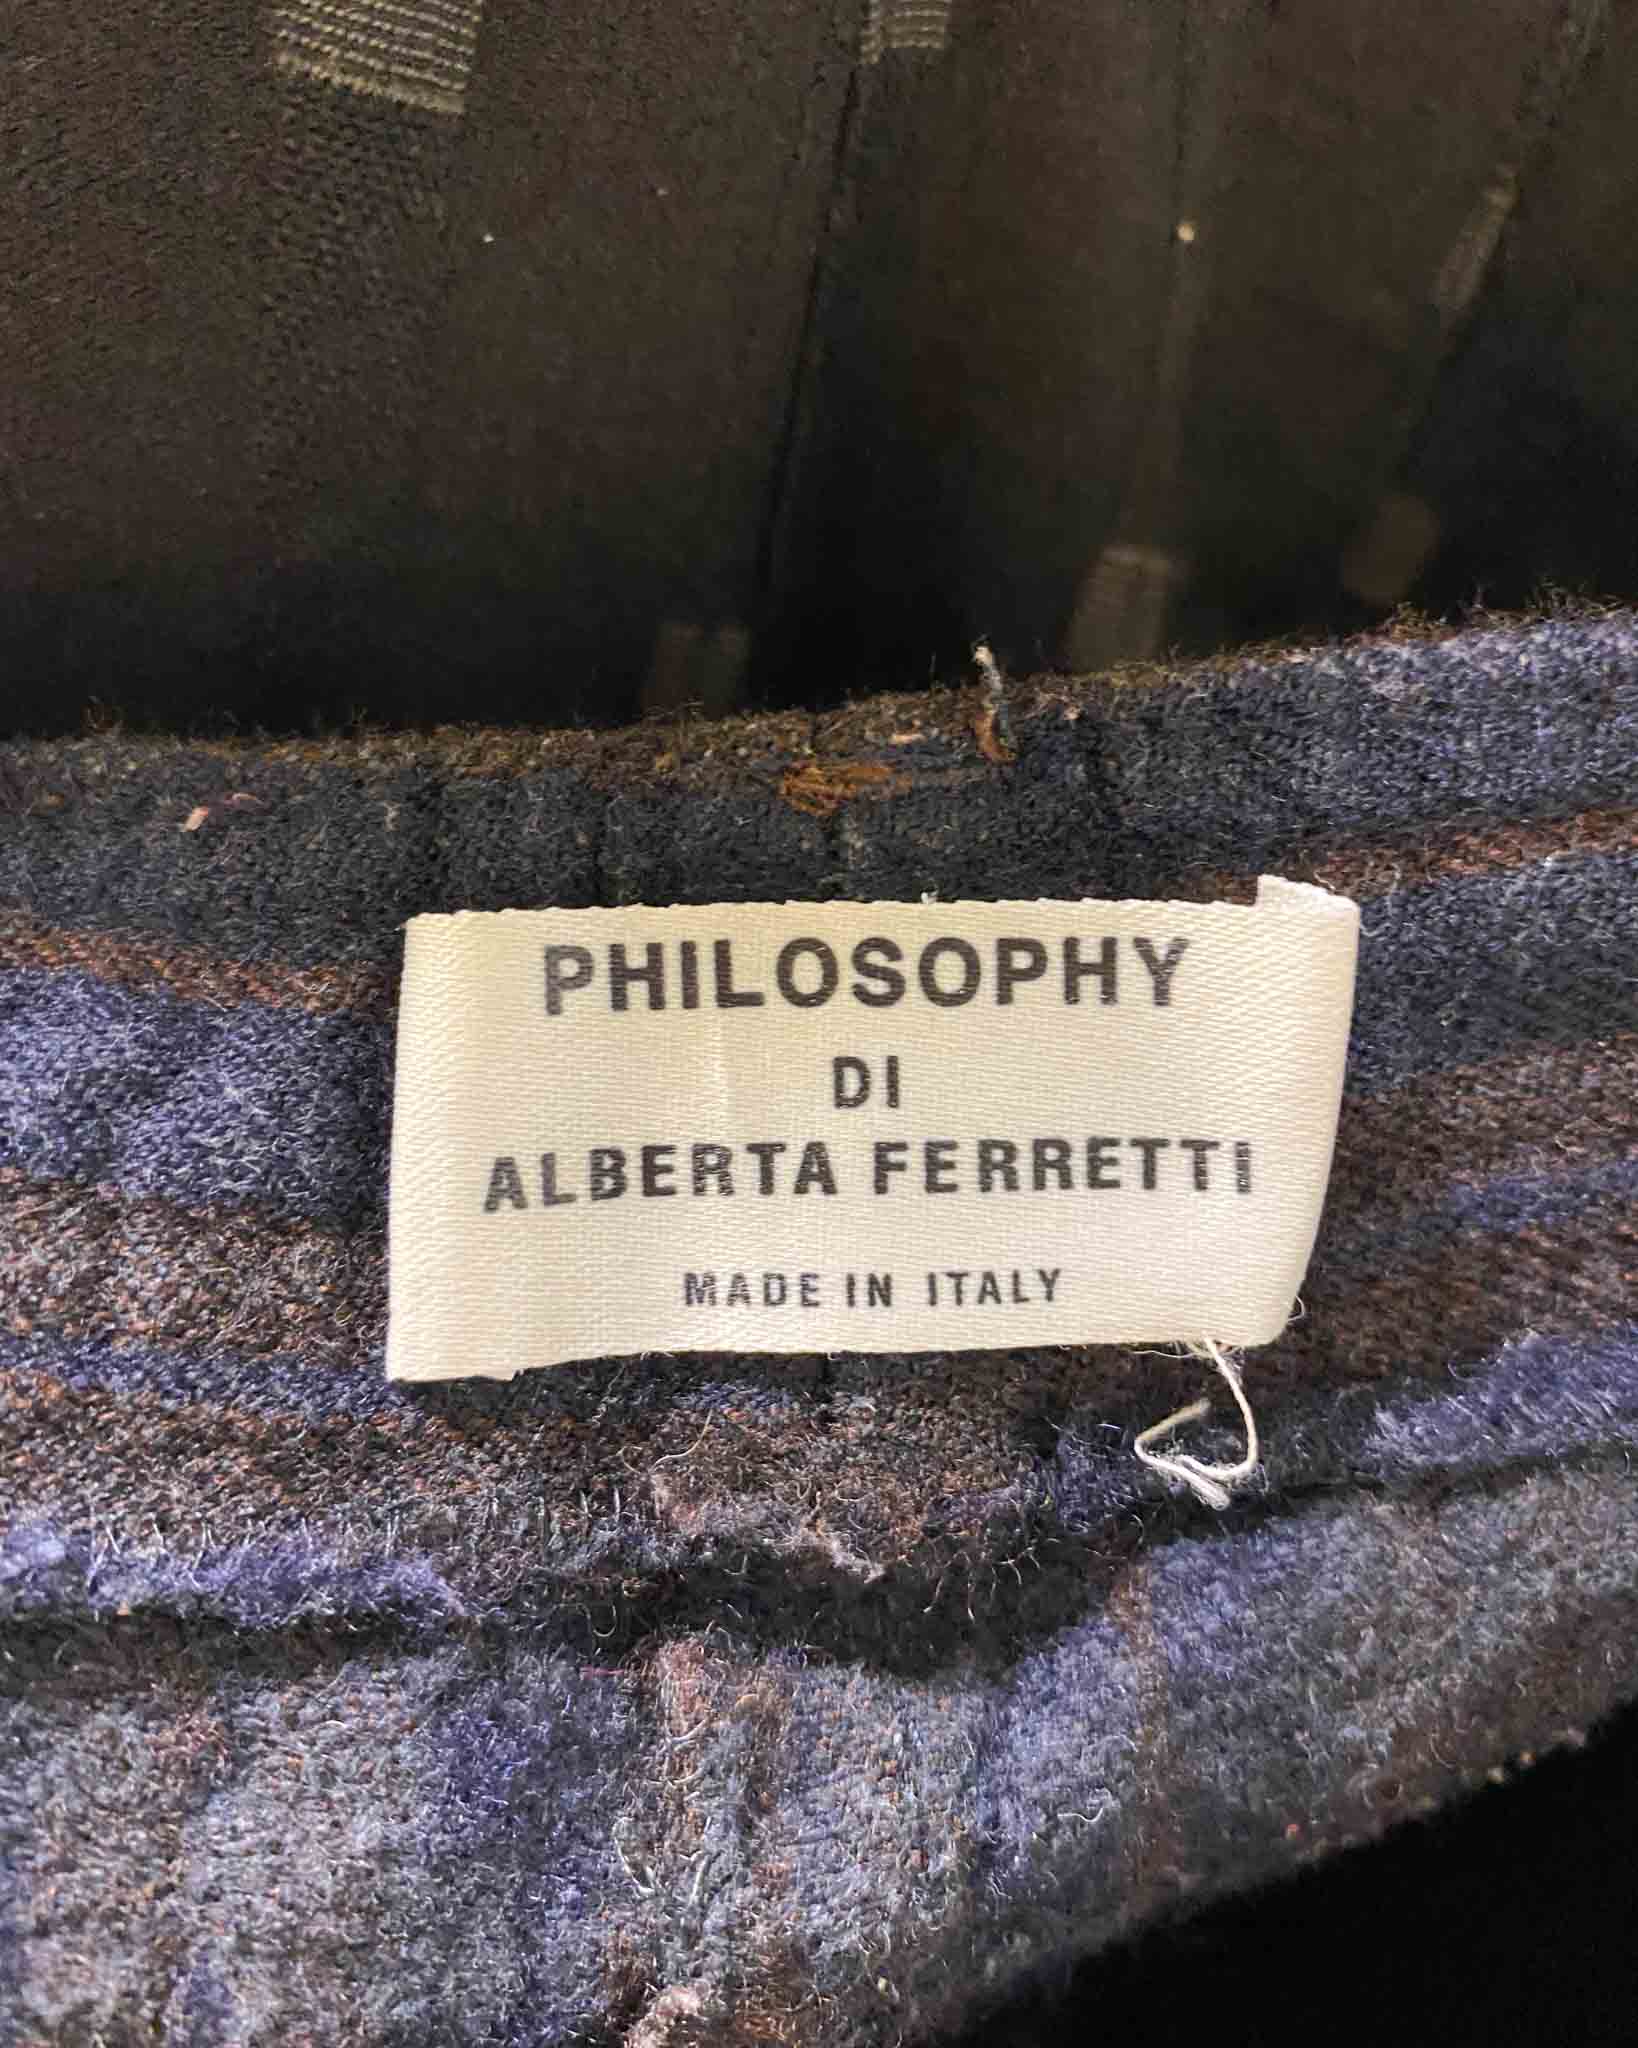 PHILOSOPHY
DI
ALBERTA FERRETTI
MADE IN ITALY